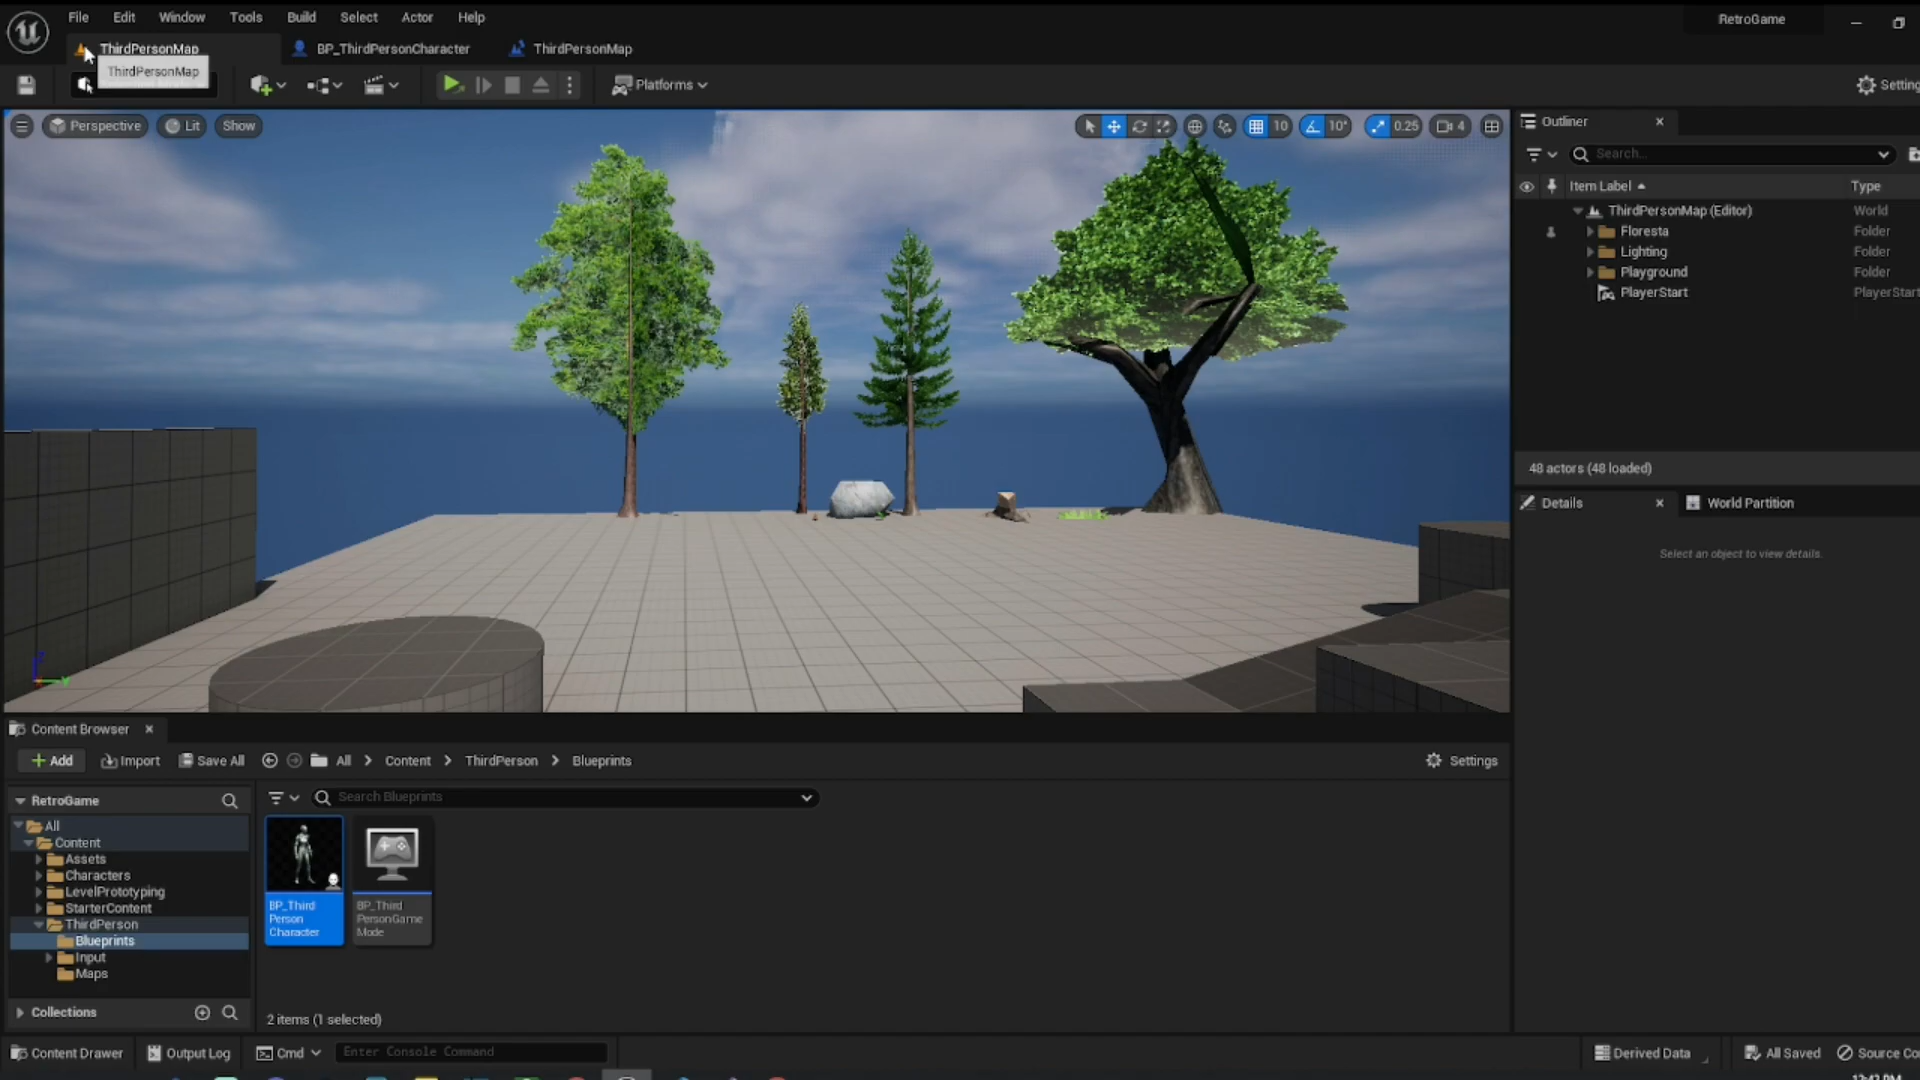 File Edit Window Tools Build Select Actor Help
RetroGame
ThirdPersonMap BP_ThirdPersonCharacter ThirdPersonMap
ThirdPersonMap
Platforms
Setting
Perspective Lit Show
10 10° 0.25 4
Outliner
Search...
Item Label Type
ThirdPersonMap (Editor) World
Floresta Folder
Lighting Folder
Playground Folder
PlayerStart PlayerStart
48 actors (48 loaded)
Details World Partition
Select an object to view details.
Content Browser
Add Import Save All All Content ThirdPerson Blueprints Settings
RetroGame
Search Blueprints
All
Content
Assets
Characters
LevelPrototyping
StarterContent
ThirdPerson
Blueprints
Input
Maps
Collections
BP_Third
Person
Character
BP_Third
PersonGame
Mode
2 items (1 selected)
Content Drawer Output Log Cmd Enter Console Command
Derived Data All Saved Source Co